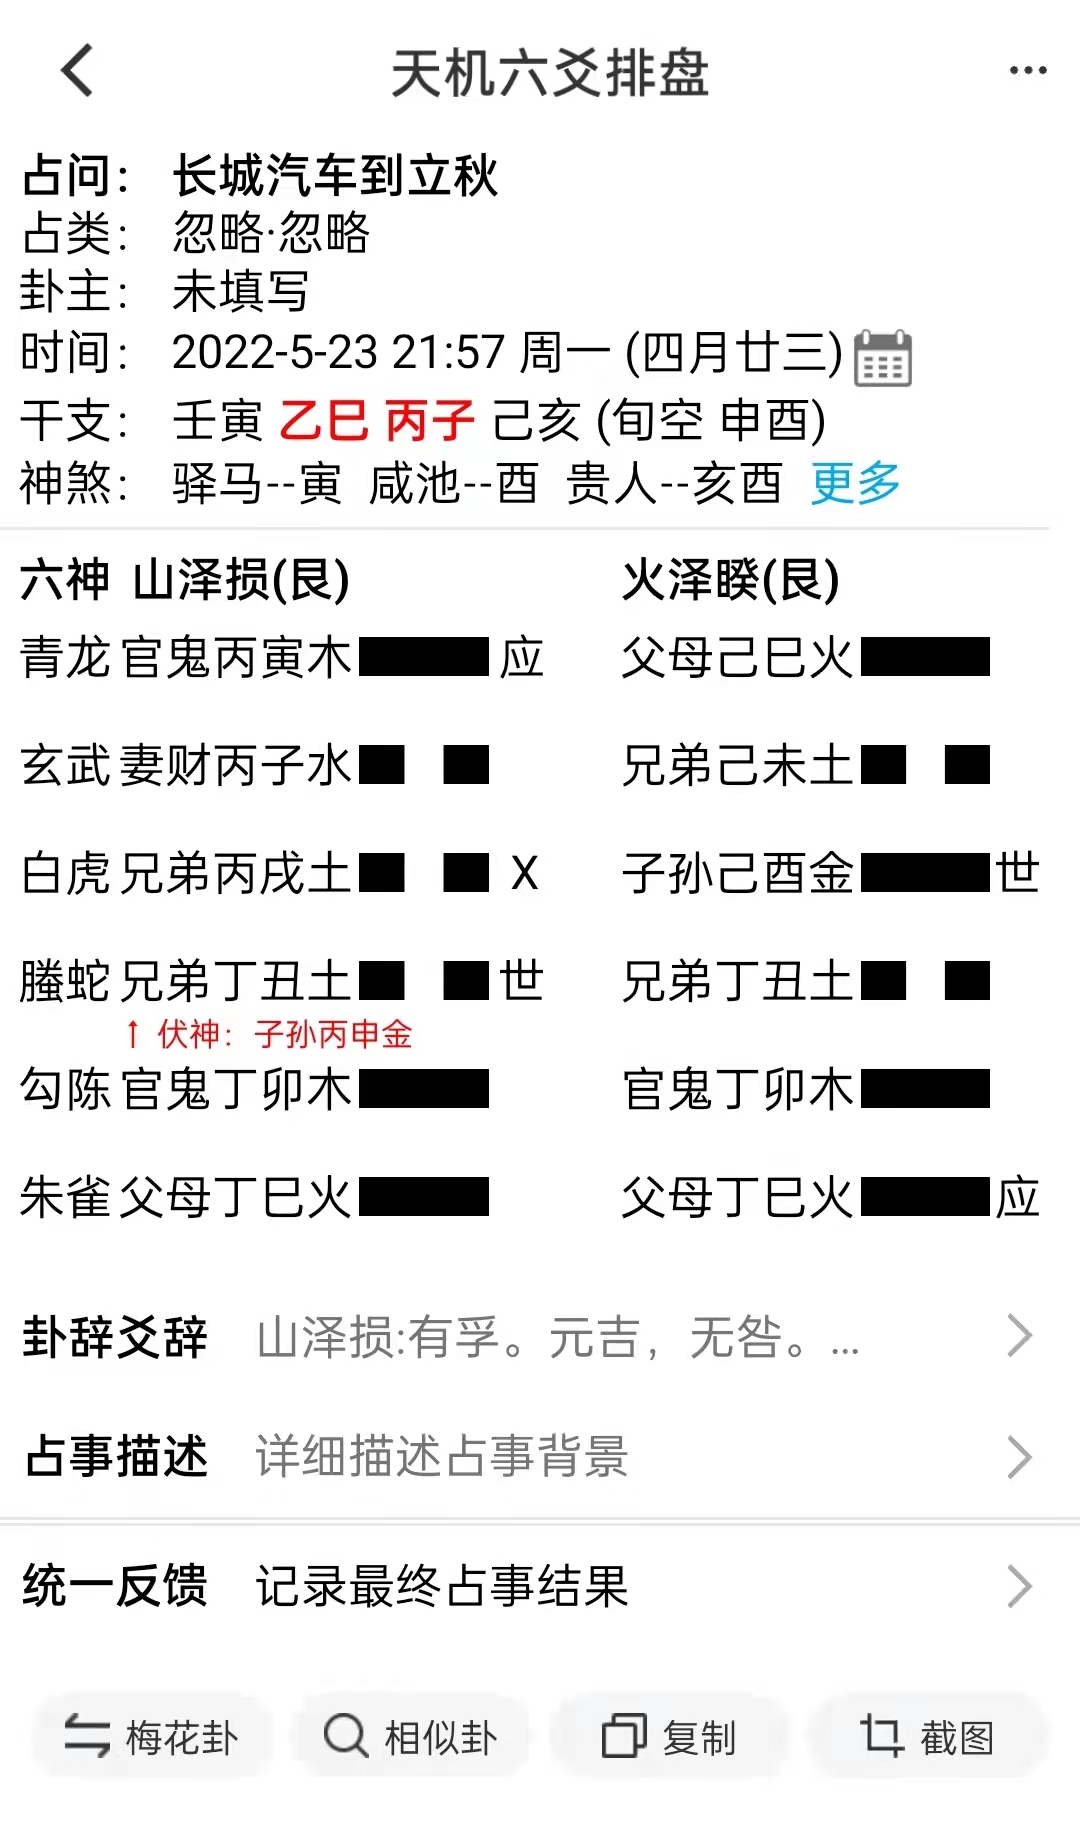 天机六爻排盘
占问： 长城汽车到立秋
占类： 忽略·忽略
卦主： 未填写
时间： 2022-5-23 21:57 周一 (四月廿三)
干支： 壬寅 乙巳 丙子 己亥 (旬空 申酉)
神煞： 驿马--寅 咸池--酉 贵人--亥酉 更多
六神 山泽损(艮) 火泽睽(艮)
青龙 官鬼丙寅木 应 父母己巳火
玄武 妻财丙子水 兄弟己未土
白虎 兄弟丙戌土 X 子孙己酉金 世
螣蛇 兄弟丁丑土 世 兄弟丁丑土
↑ 伏神：子孙丙申金
勾陈 官鬼丁卯木 官鬼丁卯木
朱雀 父母丁巳火 父母丁巳火 应
卦辞爻辞 山泽损:有孚。元吉，无咎。...
占事描述 详细描述占事背景
统一反馈 记录最终占事结果
梅花卦 相似卦 复制 截图